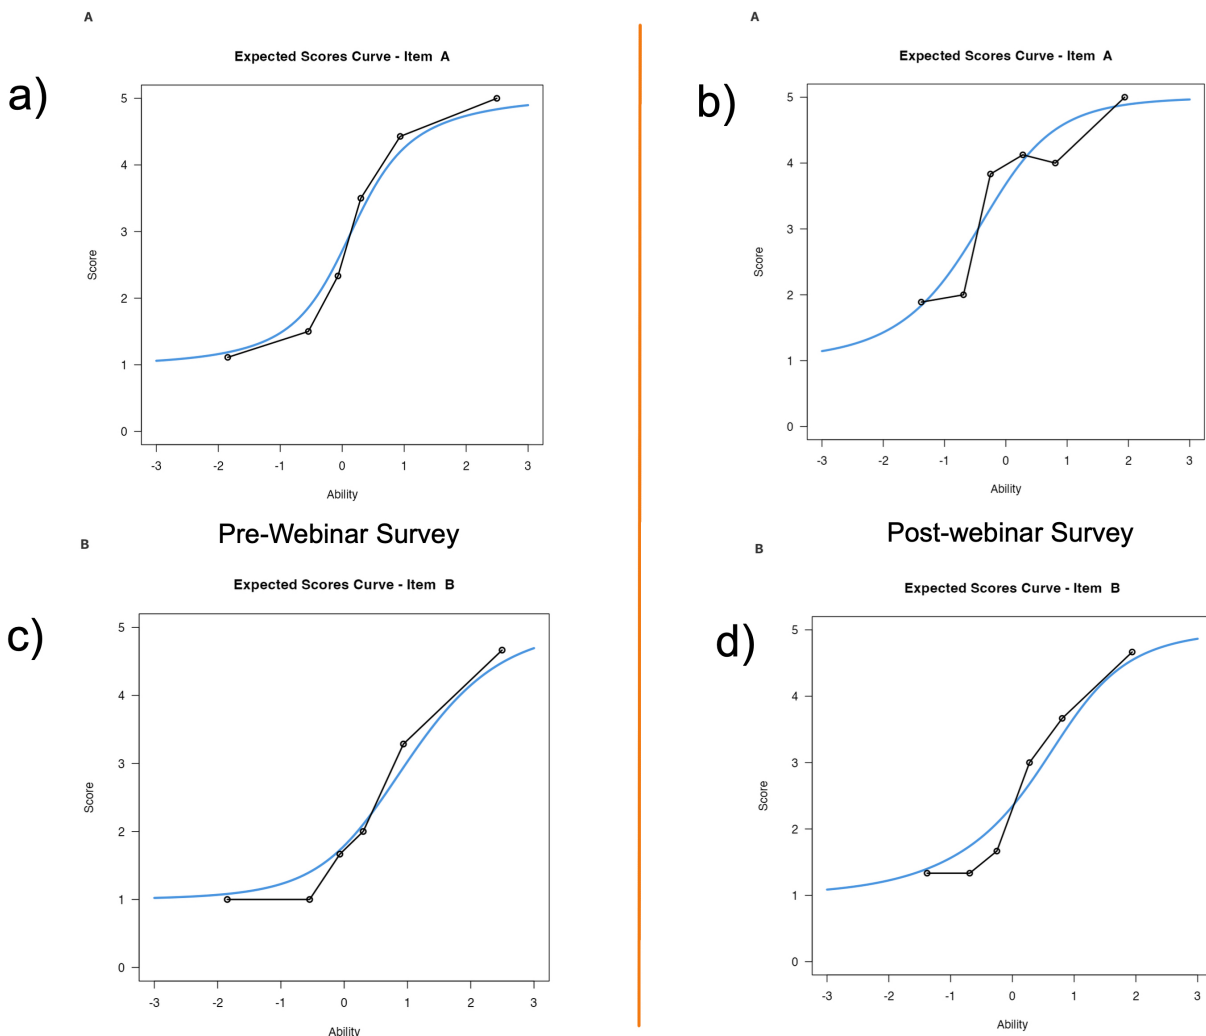 A
Expected Scores Curve - Item A
a)
5
4
3
2
1
0
Score
-3 -2 -1 0 1 2 3
Ability
A
Expected Scores Curve - Item A
b)
5
4
3
2
1
0
Score
-3 -2 -1 0 1 2 3
Ability
Pre-Webinar Survey
Post-webinar Survey
B
Expected Scores Curve - Item B
c)
5
4
3
2
1
0
Score
-3 -2 -1 0 1 2 3
Ability
B
Expected Scores Curve - Item B
d)
5
4
3
2
1
0
Score
-3 -2 -1 0 1 2 3
Ability